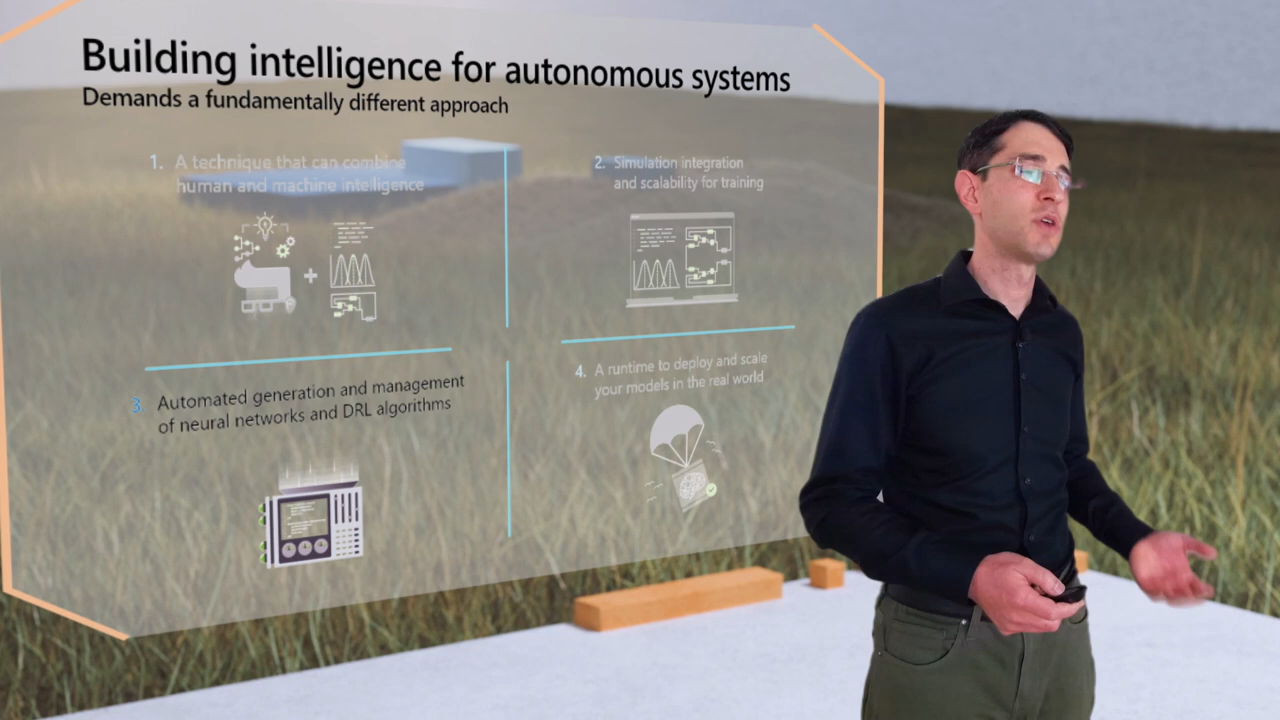 Building intelligence for autonomous systems
Demands a fundamentally different approach
1. A technique that can combine
human and machine intelligence
2. Simulation integration
and scalability for training
3. Automated generation and management
of neural networks and DRL algorithms
4. A runtime to deploy and scale
your models in the real world